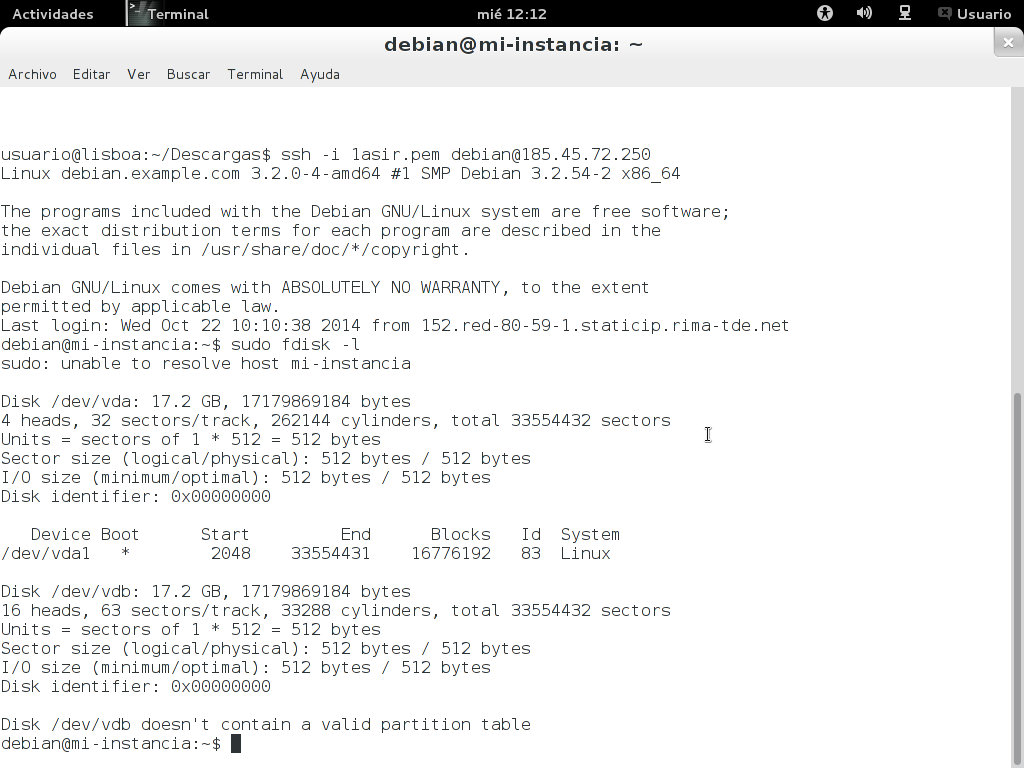 Actividades Terminal mié 12:12 Usuario
debian@mi-instancia: ~
Archivo Editar Ver Buscar Terminal Ayuda
usuario@lisboa:~/Descargas$ ssh -i 1asir.pem debian@185.45.72.250
Linux debian.example.com 3.2.0-4-amd64 #1 SMP Debian 3.2.54-2 x86_64
The programs included with the Debian GNU/Linux system are free software;
the exact distribution terms for each program are described in the
individual files in /usr/share/doc/*/copyright.
Debian GNU/Linux comes with ABSOLUTELY NO WARRANTY, to the extent
permitted by applicable law.
Last login: Wed Oct 22 10:10:38 2014 from 152.red-80-59-1.staticip.rima-tde.net
debian@mi-instancia:~$ sudo fdisk -l
sudo: unable to resolve host mi-instancia
Disk /dev/vda: 17.2 GB, 17179869184 bytes
4 heads, 32 sectors/track, 262144 cylinders, total 33554432 sectors
Units = sectors of 1 * 512 = 512 bytes
Sector size (logical/physical): 512 bytes / 512 bytes
I/O size (minimum/optimal): 512 bytes / 512 bytes
Disk identifier: 0x00000000
Device Boot Start End Blocks Id System
/dev/vda1 * 2048 33554431 16776192 83 Linux
Disk /dev/vdb: 17.2 GB, 17179869184 bytes
16 heads, 63 sectors/track, 33288 cylinders, total 33554432 sectors
Units = sectors of 1 * 512 = 512 bytes
Sector size (logical/physical): 512 bytes / 512 bytes
I/O size (minimum/optimal): 512 bytes / 512 bytes
Disk identifier: 0x00000000
Disk /dev/vdb doesn't contain a valid partition table
debian@mi-instancia:~$